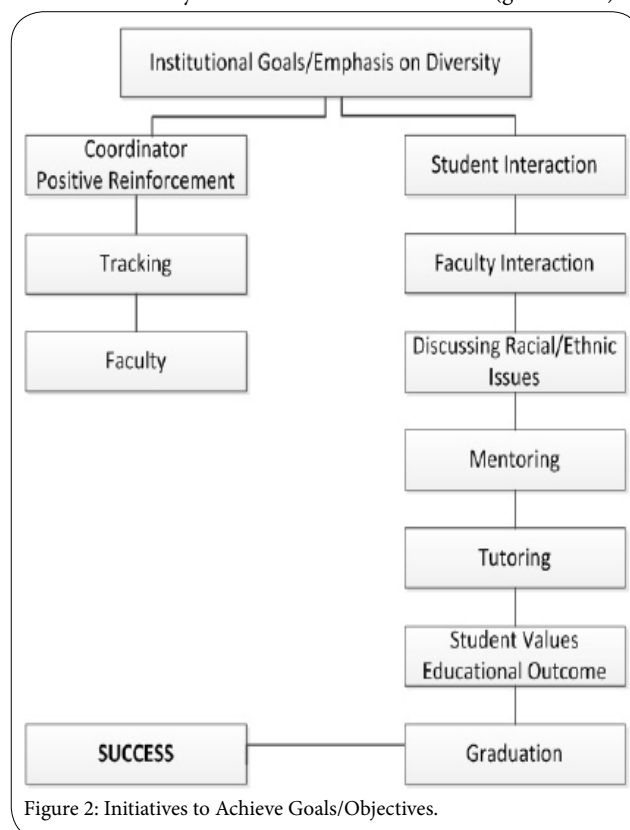 Institutional Goals/Emphasis on Diversity
Coordinator
Positive Reinforcement
Tracking
Faculty
Student Interaction
Faculty Interaction
Discussing Racial/Ethnic
Issues
Mentoring
Tutoring
Student Values
Educational Outcome
Graduation
SUCCESS
Figure 2: Initiatives to Achieve Goals/Objectives.